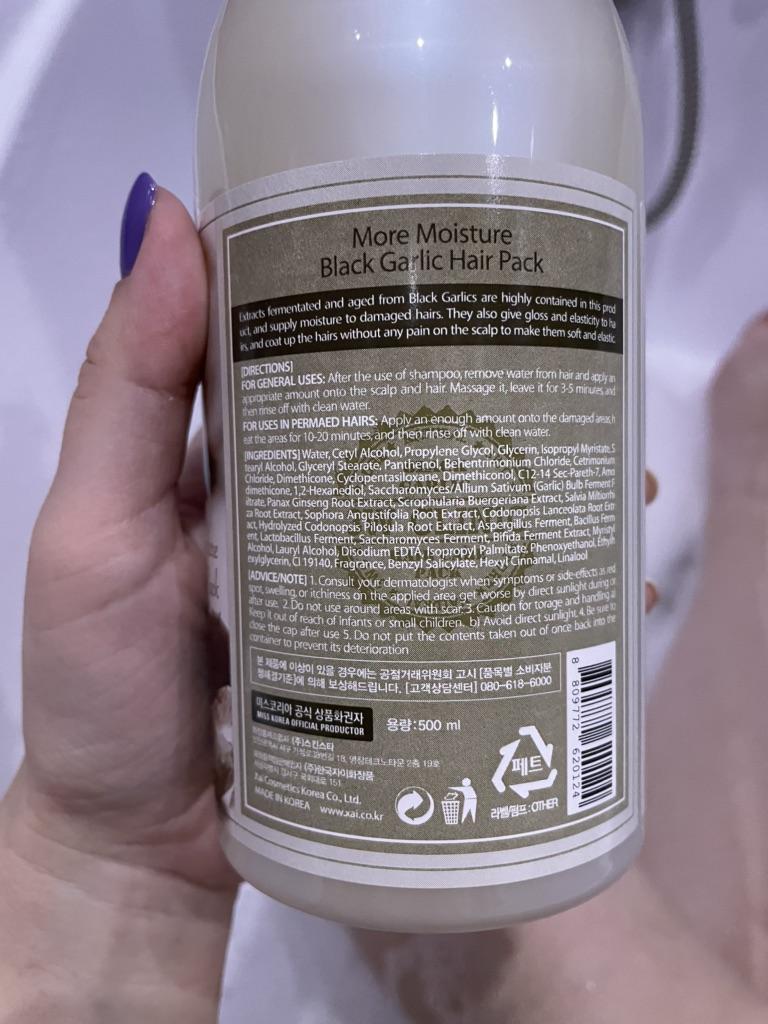 More Moisture
Black Garlic Hair Pack
Extracts fermented and aged from Black Garlics are highly contained in this prod
uct, and supply moisture to damaged hairs. They also give gloss and elasticity to ha
irs, and coat up the hairs without any pain on the scalp to make them soft and elastic.
[DIRECTIONS]
FOR GENERAL USES: After the use of shampoo, remove water from hair and apply an
appropriate amount onto the scalp and hair. Massage it, leave it for 3-5 minutes, and
then rinse off with clean water.
FOR USES IN PERMAED HAIRS: Apply an enough amount onto the damaged areas, h
eat the areas for 10-20 minutes, and then rinse off with clean water.
[INGREDIENTS] Water, Cetyl Alcohol, Propylene Glycol, Glycerin, Isopropyl Myristate, S
tearyl Alcohol, Glyceryl Stearate, Panthenol, Behentrimonium Chloride, Cetrimonium
Chloride, Dimethicone, Cyclopentasiloxane, Dimethiconol, C12-14 Sec-Pareth-7, Amo
dimethicone, 1,2-Hexanediol, Saccharomyces/Allium Sativum (Garlic) Bulb Ferment F
iltrate, Panax Ginseng Root Extract, Scrophularia Buergeriana Extract, Salvia Miltiorrhi
za Root Extract, Sophora Angustifolia Root Extract, Codonopsis Lanceolata Root Extr
act, Hydrolyzed Codonopsis Pilosula Root Extract, Aspergillus Ferment, Bacillus Ferm
ent, Lactobacillus Ferment, Saccharomyces Ferment, Bifida Ferment Extract, Myristyl
Alcohol, Lauryl Alcohol, Disodium EDTA, Isopropyl Palmitate, Phenoxyethanol, Ethylh
exylglycerin, CI 19140, Fragrance, Benzyl Salicylate, Hexyl Cinnamal, Linalool
[ADVICE/NOTE] 1. Consult your dermatologist when symptoms or side-effects as red
spot, swelling, or itchiness on the applied area get worse by direct sunlight during or
after use. 2. Do not use around areas with scar. 3. Caution for torage and handling a)
Keep it out of reach of infants or small children. b) Avoid direct sunlight. 4. Be sure to
close the cap after use 5. Do not put the contents taken out of once back into the
container to prevent its deterioration
본 제품에 이상이 있을 경우에는 공정거래위원회 고시 [품목별 소비자분
쟁해결기준]에 의해 보상해드립니다. [고객상담센터] 080-618-6000
미스코리아 공식 상품화권자
MISS KOREA OFFICIAL PRODUCTOR
용량:500 ml
(주)스킨스타
(주)한국자이화장품
Xai Cosmetics Korea Co., Ltd.
MADE IN KOREA www.xai.co.kr
페트
라벨/펌프 : OTHER
8 809772 620124